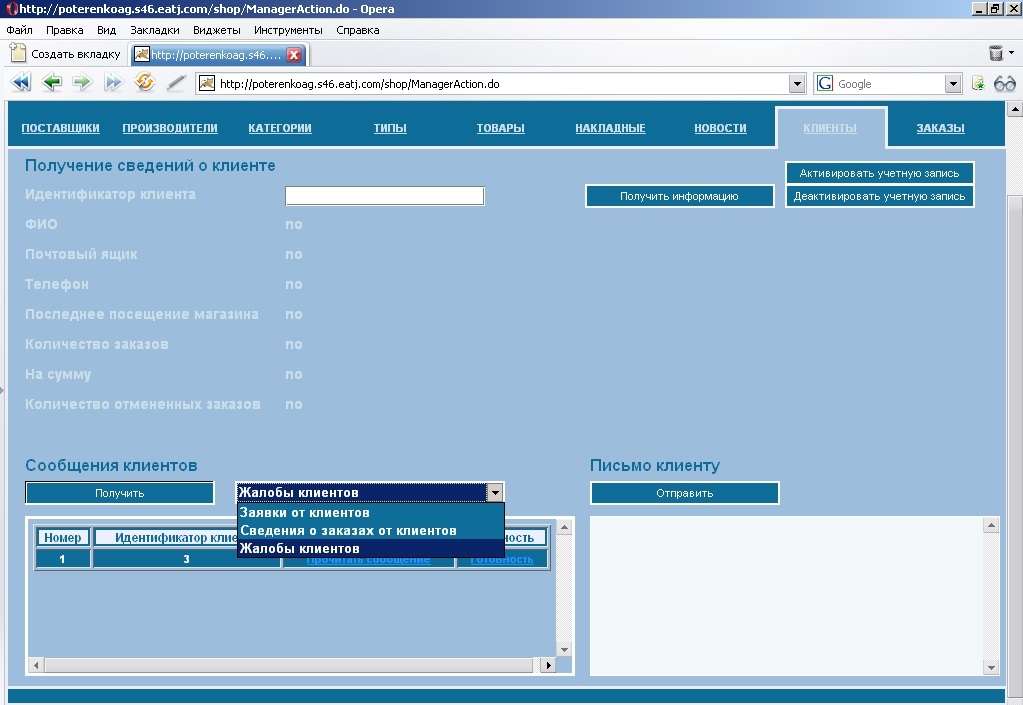 http://poterenkoag.s46.eatj.com/shop/ManagerAction.do - Opera
Файл Правка Вид Закладки Виджеты Инструменты Справка
Создать вкладку http://poterenkoag.s46....
http://poterenkoag.s46.eatj.com/shop/ManagerAction.do Google
ПОСТАВЩИКИ ПРОИЗВОДИТЕЛИ КАТЕГОРИИ ТИПЫ ТОВАРЫ НАКЛАДНЫЕ НОВОСТИ КЛИЕНТЫ ЗАКАЗЫ
Получение сведений о клиенте
Активировать учетную запись
Идентификатор клиента Получить информацию Деактивировать учетную запись
ФИО no
Почтовый ящик no
Телефон no
Последнее посещение магазина no
Количество заказов no
На сумму no
Количество отмененных заказов no
Сообщения клиентов Письмо клиенту
Получить Жалобы клиентов Отправить
Заявки от клиентов
Сведения о заказах от клиентов
Жалобы клиентов
Номер Идентификатор клие ность
1 3 Прочитать сообщение Готовность